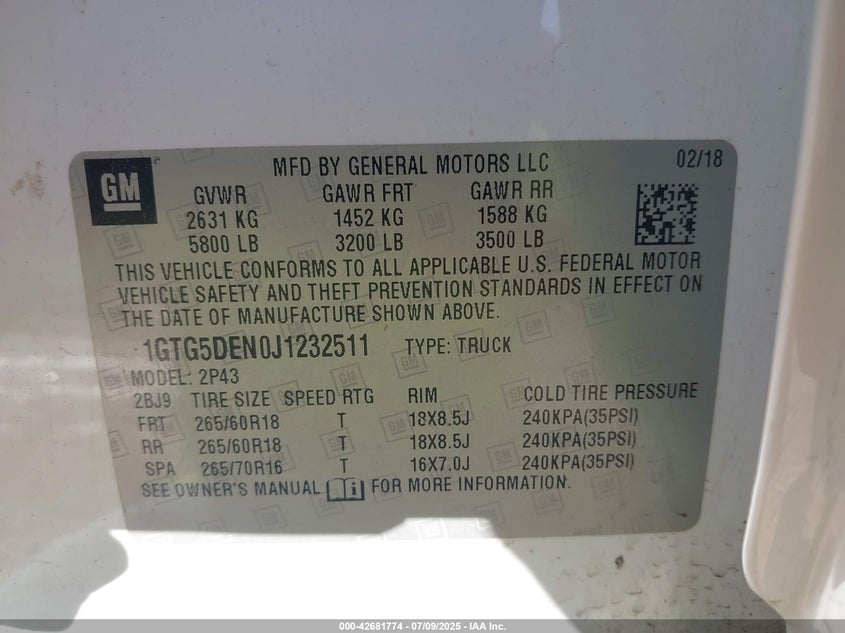 GM
MFD BY GENERAL MOTORS LLC 02/18
GVWR GAWR FRT GAWR RR
2631 KG 1452 KG 1588 KG
5800 LB 3200 LB 3500 LB
THIS VEHICLE CONFORMS TO ALL APPLICABLE U.S. FEDERAL MOTOR
VEHICLE SAFETY AND THEFT PREVENTION STANDARDS IN EFFECT ON
THE DATE OF MANUFACTURE SHOWN ABOVE.
1GTG5DEN0J1232511 TYPE: TRUCK
MODEL: 2P43
2BJ9 TIRE SIZE SPEED RTG RIM COLD TIRE PRESSURE
FRT 265/60R18 T 18X8.5J 240KPA(35PSI)
RR 265/60R18 T 18X8.5J 240KPA(35PSI)
SPA 265/70R16 T 16X7.0J 240KPA(35PSI)
SEE OWNER'S MANUAL i FOR MORE INFORMATION.
000-42681774 - 07/09/2025 - IAA Inc.